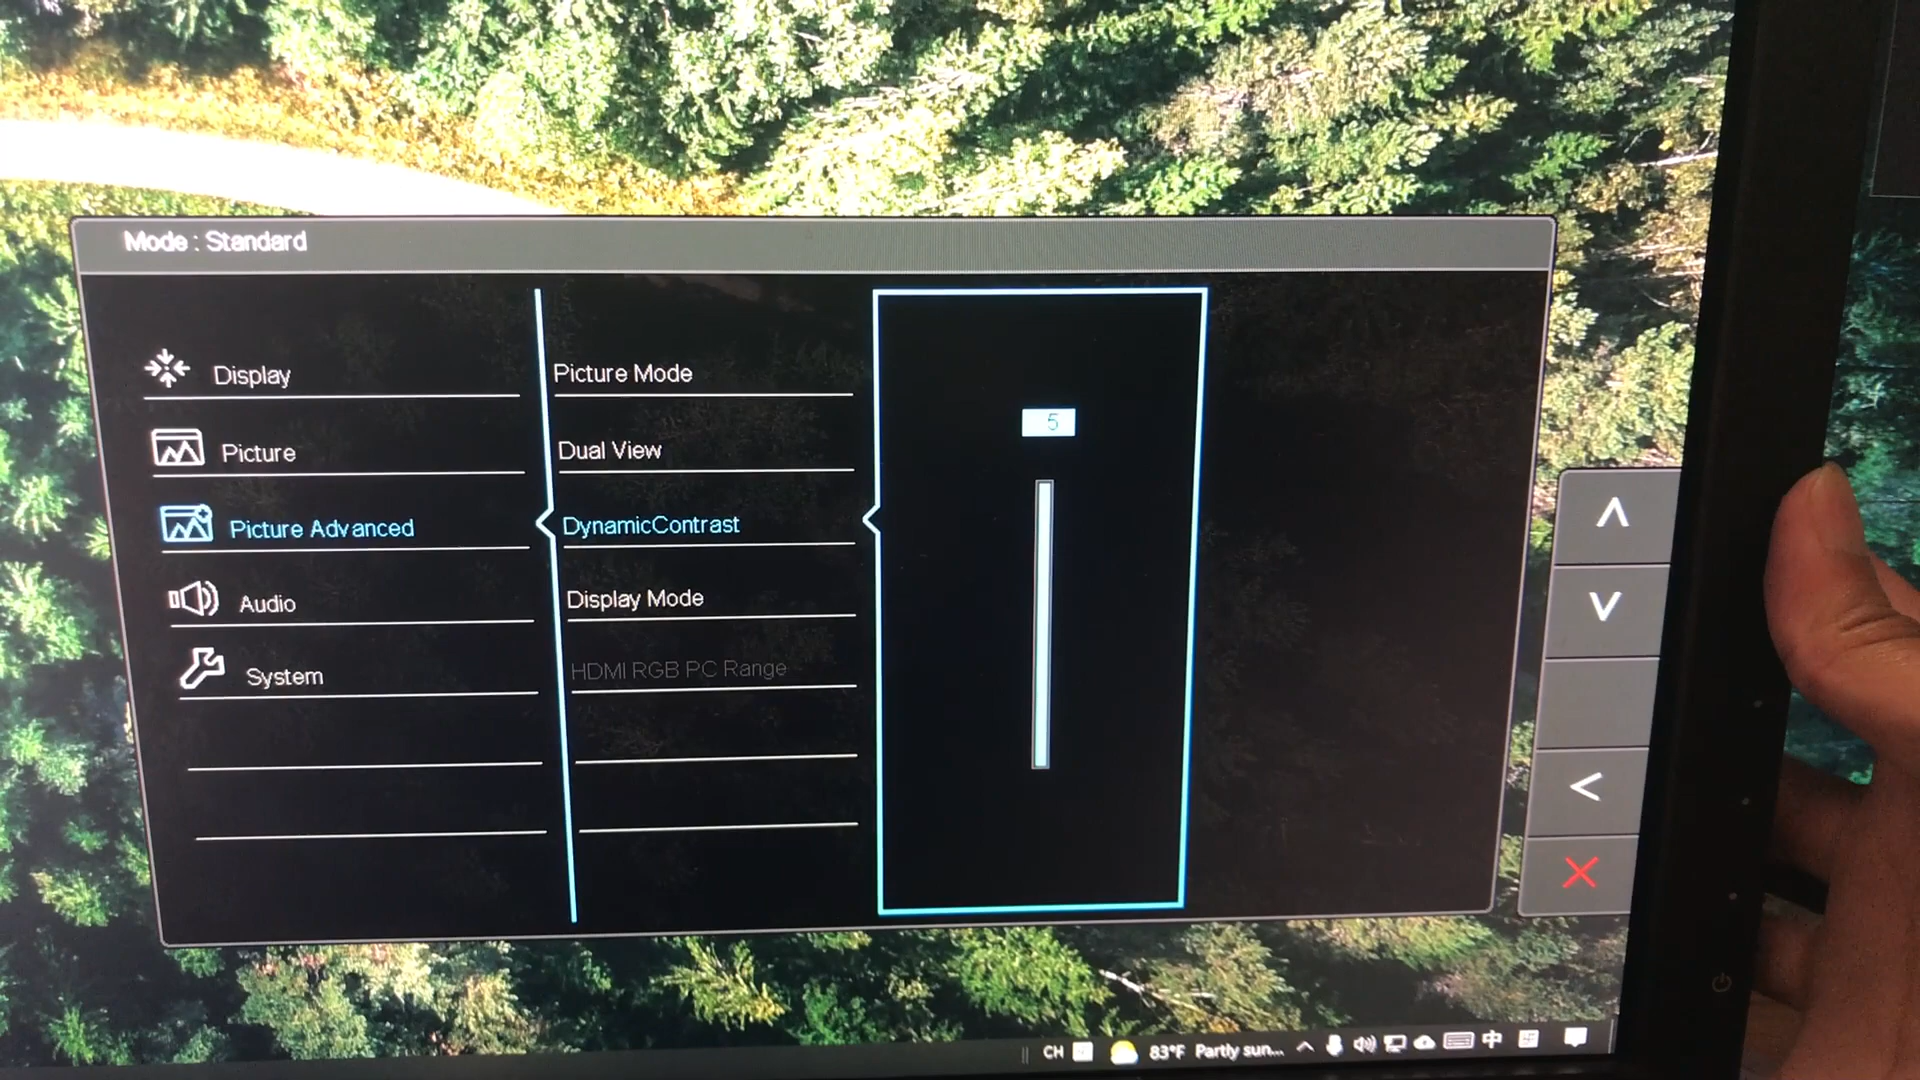 Mode : Standard
Display
Picture
Picture Advanced
Audio
System
Picture Mode
Dual View
DynamicContrast
Display Mode
HDMI RGB PC Range
5
CH
83°F Partly sun...
中